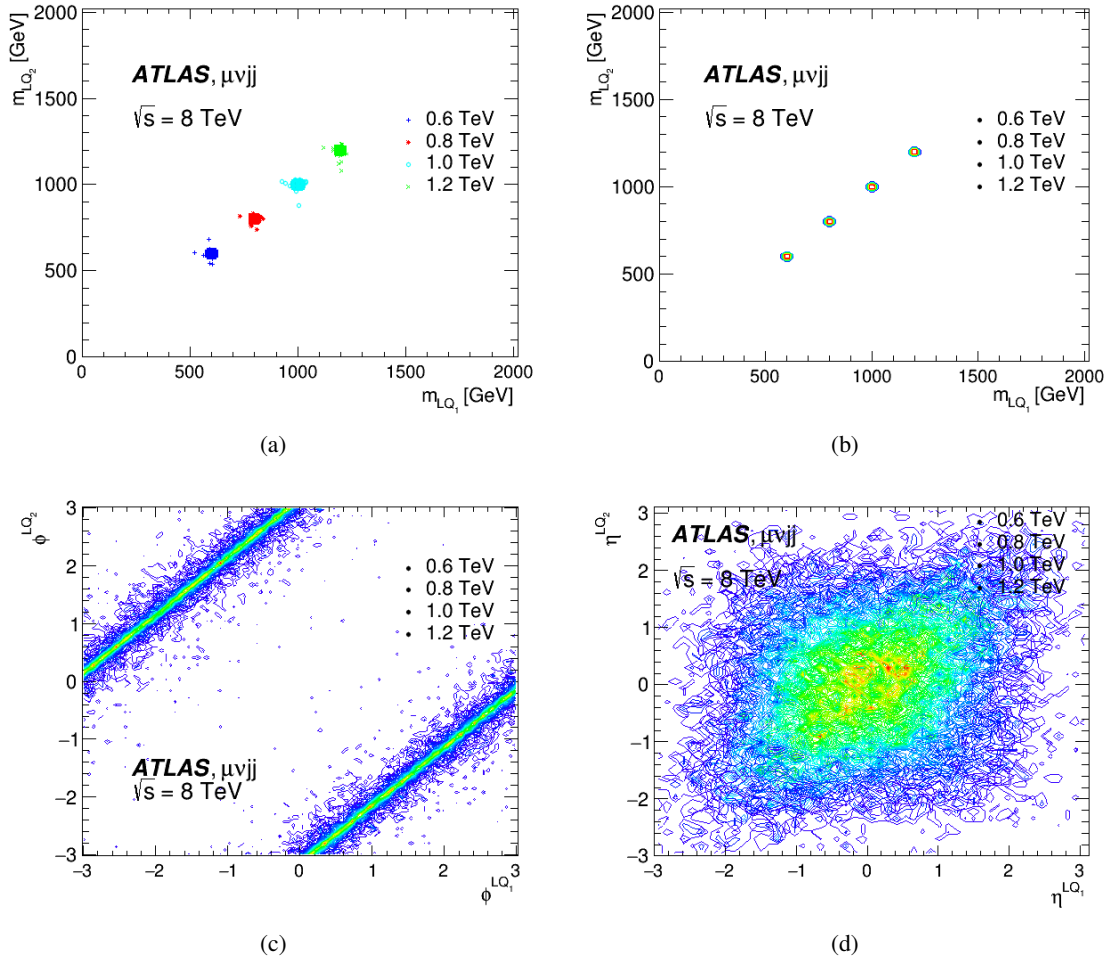 m_{LQ_2} [GeV]
2000
1500
1000
500
0
ATLAS, μνjj
√s = 8 TeV
0.6 TeV
0.8 TeV
1.0 TeV
1.2 TeV
0 500 1000 1500 2000
m_{LQ_1} [GeV]
(a)
m_{LQ_2} [GeV]
2000
1500
1000
500
0
ATLAS, μνjj
√s = 8 TeV
0.6 TeV
0.8 TeV
1.0 TeV
1.2 TeV
0 500 1000 1500 2000
m_{LQ_1} [GeV]
(b)
φ^{LQ_2}
3
2
1
0
−1
−2
−3
0.6 TeV
0.8 TeV
1.0 TeV
1.2 TeV
ATLAS, μνjj
√s = 8 TeV
−3 −2 −1 0 1 2 3
φ^{LQ_1}
(c)
η^{LQ_2}
3
2
1
0
−1
−2
−3
ATLAS, μνjj
√s = 8 TeV
0.6 TeV
0.8 TeV
1.0 TeV
1.2 TeV
−3 −2 −1 0 1 2 3
η^{LQ_1}
(d)